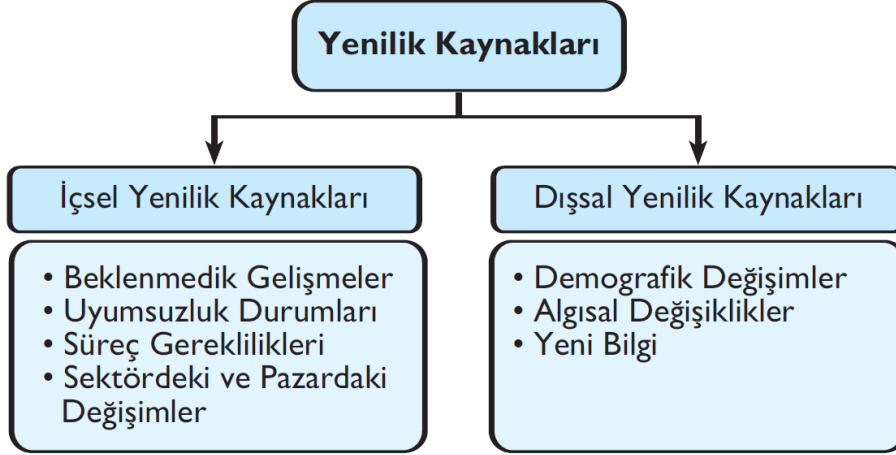 Yenilik Kaynakları
İçsel Yenilik Kaynakları
• Beklenmedik Gelişmeler
• Uyumsuzluk Durumları
• Süreç Gereklilikleri
• Sektördeki ve Pazardaki
Değişimler
Dışsal Yenilik Kaynakları
• Demografik Değişimler
• Algısal Değişiklikler
• Yeni Bilgi